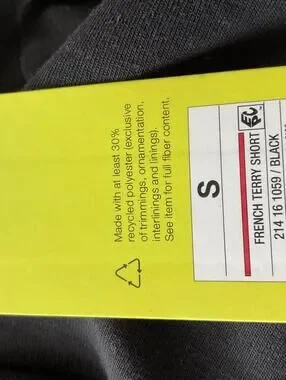 Made with at least 30%
recycled polyester (exclusive
of trimmings, ornamentation,
interlinings and linings).
See item for full fiber content.
S
FRENCH TERRY SHORT
214 16 1059 / BLACK